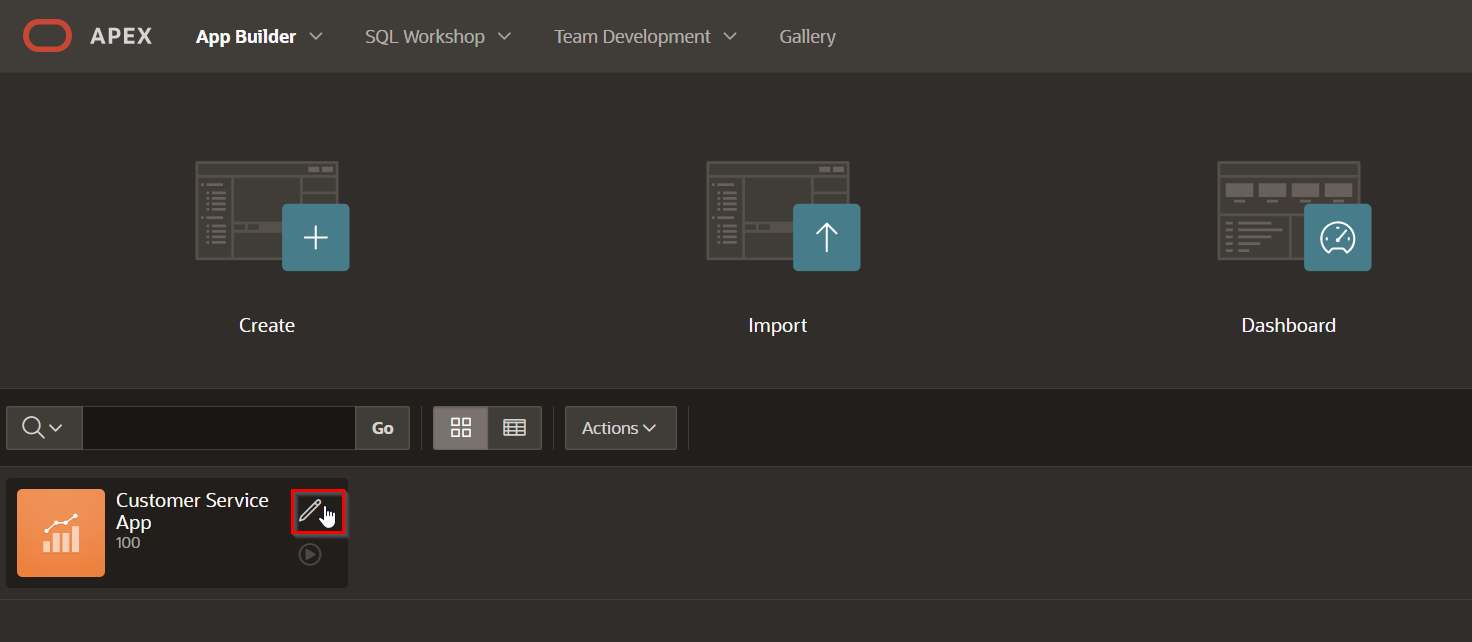 APEX App Builder SQL Workshop Team Development Gallery
Create Import Dashboard
Go Actions
Customer Service
App
100